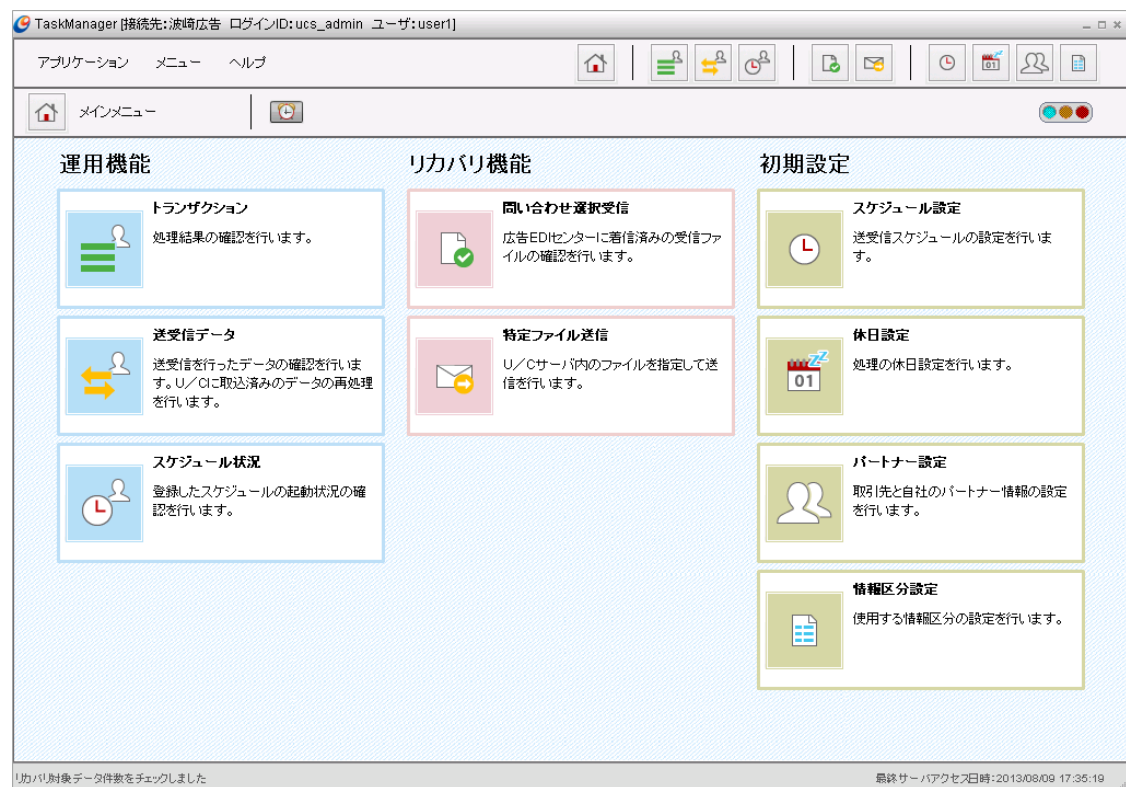 TaskManager [接続先:波崎広告 ログインID:ucs_admin ユーザ:user1]
アプリケーション メニュー ヘルプ
01
メインメニュー
運用機能
トランザクション
処理結果の確認を行います。
送受信データ
送受信を行ったデータの確認を行いま
す。U/Cに取込済みのデータの再処理
を行います。
スケジュール状況
登録したスケジュールの起動状況の確
認を行います。
リカバリ機能
問い合わせ選択受信
広告EDIセンターに着信済みの受信ファ
イルの確認を行います。
特定ファイル送信
U/Cサーバ内のファイルを指定して送
信を行います。
初期設定
スケジュール設定
送受信スケジュールの設定を行いま
す。
休日設定
処理の休日設定を行います。
01
パートナー設定
取引先と自社のパートナー情報の設定
を行います。
情報区分設定
使用する情報区分の設定を行います。
リカバリ対象データ件数をチェックしました
最終サーバアクセス日時:2013/08/09 17:35:19